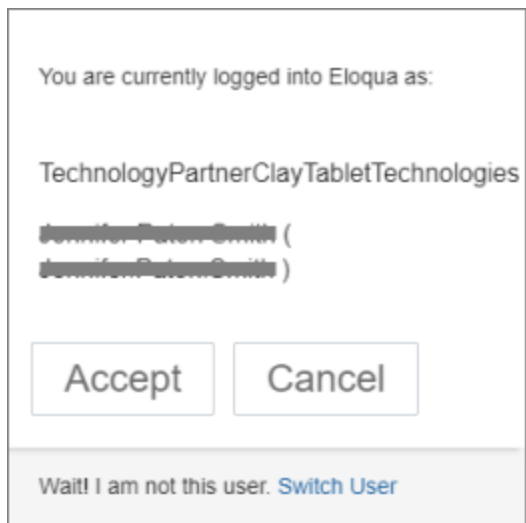 You are currently logged into Eloqua as:
TechnologyPartnerClayTabletTechnologies
(
)
Accept
Cancel
Wait! I am not this user. Switch User